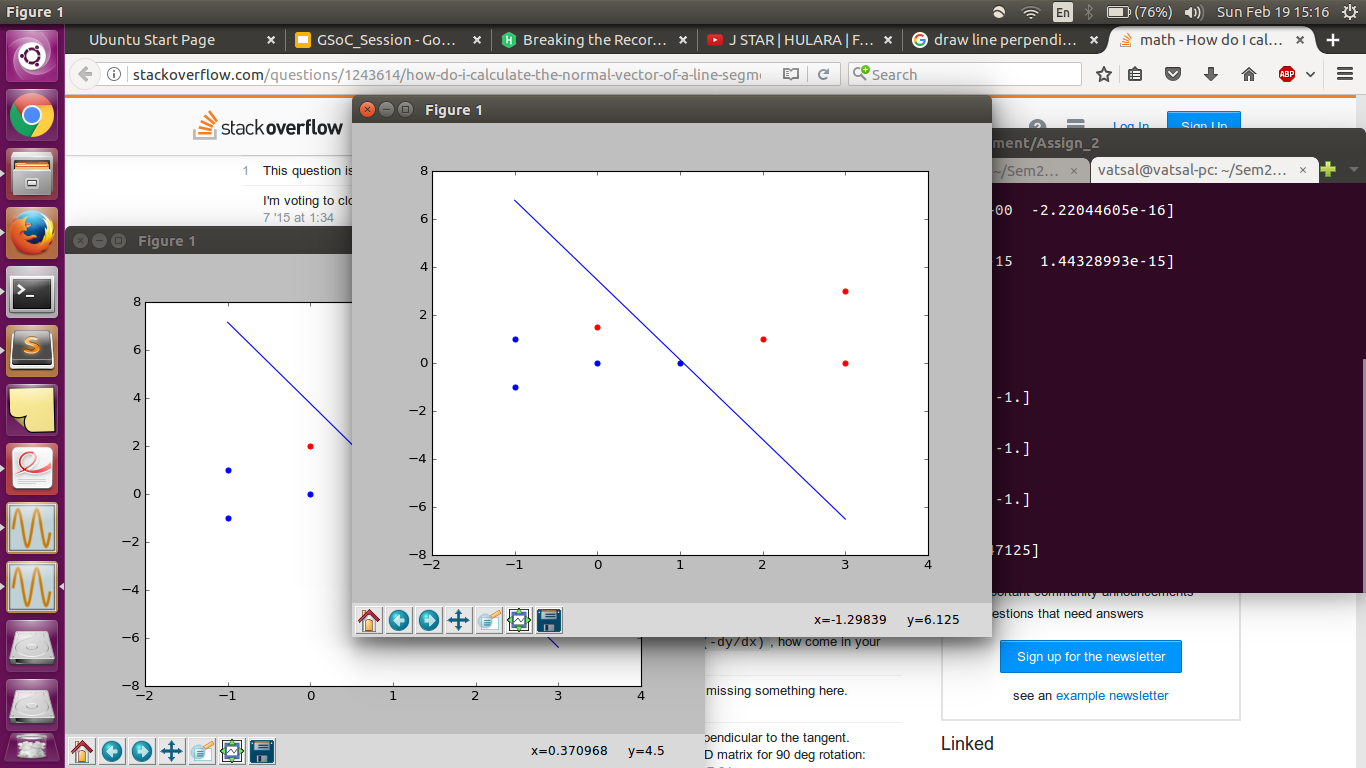 Figure 1
En
(76%)
Sun Feb 19 15:16
Ubuntu Start Page
GSoC_Session - Go...
Breaking the Recor...
J STAR | HULARA | F...
draw line perpendi...
math - How do I cal...
stackoverflow.com/questions/1243614/how-do-i-calculate-the-normal-vector-of-a-line-segme
Search
ABP
stackoverflow
Log In
Sign Up
1 This question is
I'm voting to clo
7 '15 at 1:34
Figure 1
8
6
4
2
0
−2
−4
−6
−8
−2
−1
0
1
2
3
4
x=-1.29839 y=6.125
Figure 1
8
6
4
2
0
−2
−4
−6
−8
−2
−1
0
1
2
3
4
x=0.370968 y=4.5
ment/Assign_2
~/Sem2...
vatsal@vatsal-pc: ~/Sem2...
00 -2.22044605e-16]
15 1.44328993e-15]
-1.]
-1.]
-1.]
47125]
portant community announcements
estions that need answers
Sign up for the newsletter
see an example newsletter
Linked
(-dy/dx) , how come in your
missing something here.
pendicular to the tangent.
D matrix for 90 deg rotation: